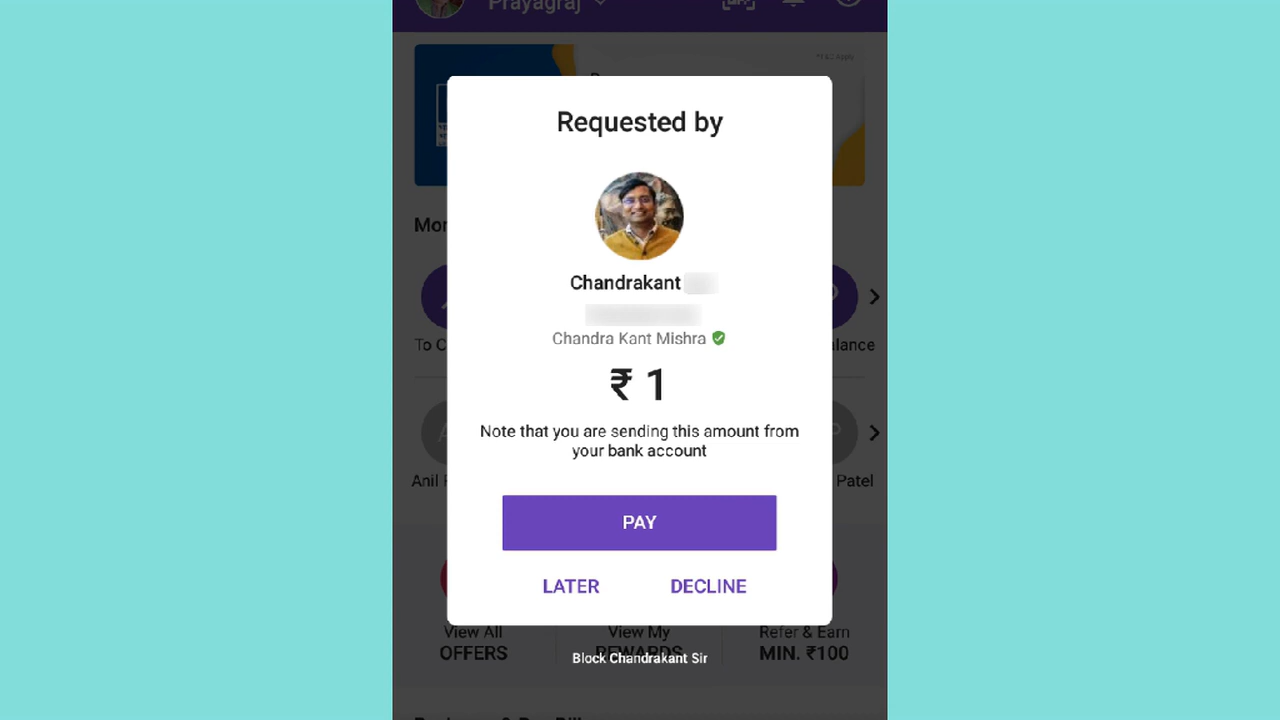 Prayagraj
Requested by
Chandrakant
Chandra Kant Mishra
₹ 1
Note that you are sending this amount from
your bank account
PAY
LATER DECLINE
Mon
To C
alance
Anil
Patel
View All
OFFERS
View My
REWARDS
Refer & Earn
MIN. ₹100
Block Chandrakant Sir